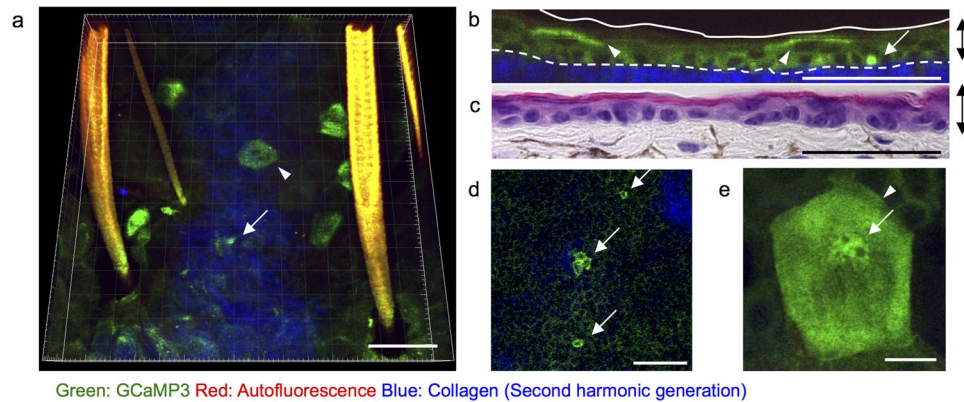 a
b
c
d
e
Green: GCaMP3 Red: Autofluorescence Blue: Collagen (Second harmonic generation)